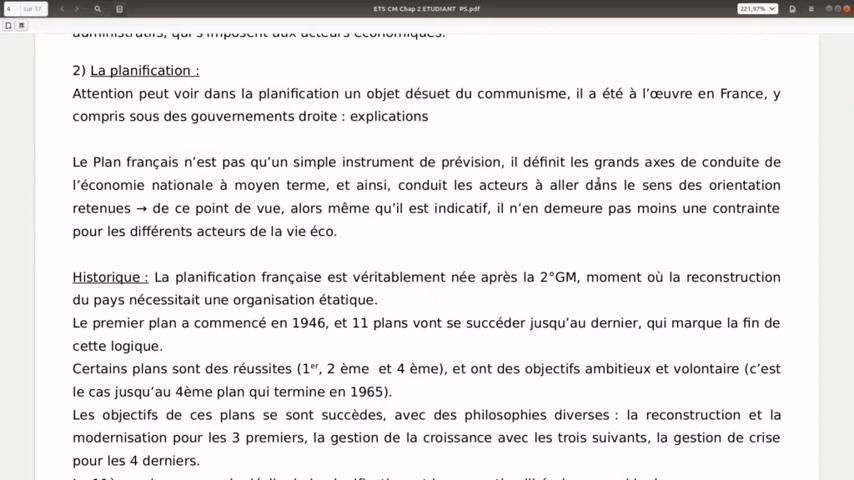 4
sur 17
ETS CM Chap 2 ETUDIANT PS.pdf
221,97%
administratifs, qui s'imposent aux acteurs économiques.
2) La planification :
Attention peut voir dans la planification un objet désuet du communisme, il a été à l'œuvre en France, y
compris sous des gouvernements droite : explications
Le Plan français n'est pas qu'un simple instrument de prévision, il définit les grands axes de conduite de
l'économie nationale à moyen terme, et ainsi, conduit les acteurs à aller dans le sens des orientation
retenues → de ce point de vue, alors même qu'il est indicatif, il n'en demeure pas moins une contrainte
pour les différents acteurs de la vie éco.
Historique : La planification française est véritablement née après la 2°GM, moment où la reconstruction
du pays nécessitait une organisation étatique.
Le premier plan a commencé en 1946, et 11 plans vont se succéder jusqu'au dernier, qui marque la fin de
cette logique.
Certains plans sont des réussites (1er, 2 ème et 4 ème), et ont des objectifs ambitieux et volontaire (c'est
le cas jusqu'au 4ème plan qui termine en 1965).
Les objectifs de ces plans se sont succèdes, avec des philosophies diverses : la reconstruction et la
modernisation pour les 3 premiers, la gestion de la croissance avec les trois suivants, la gestion de crise
pour les 4 derniers.